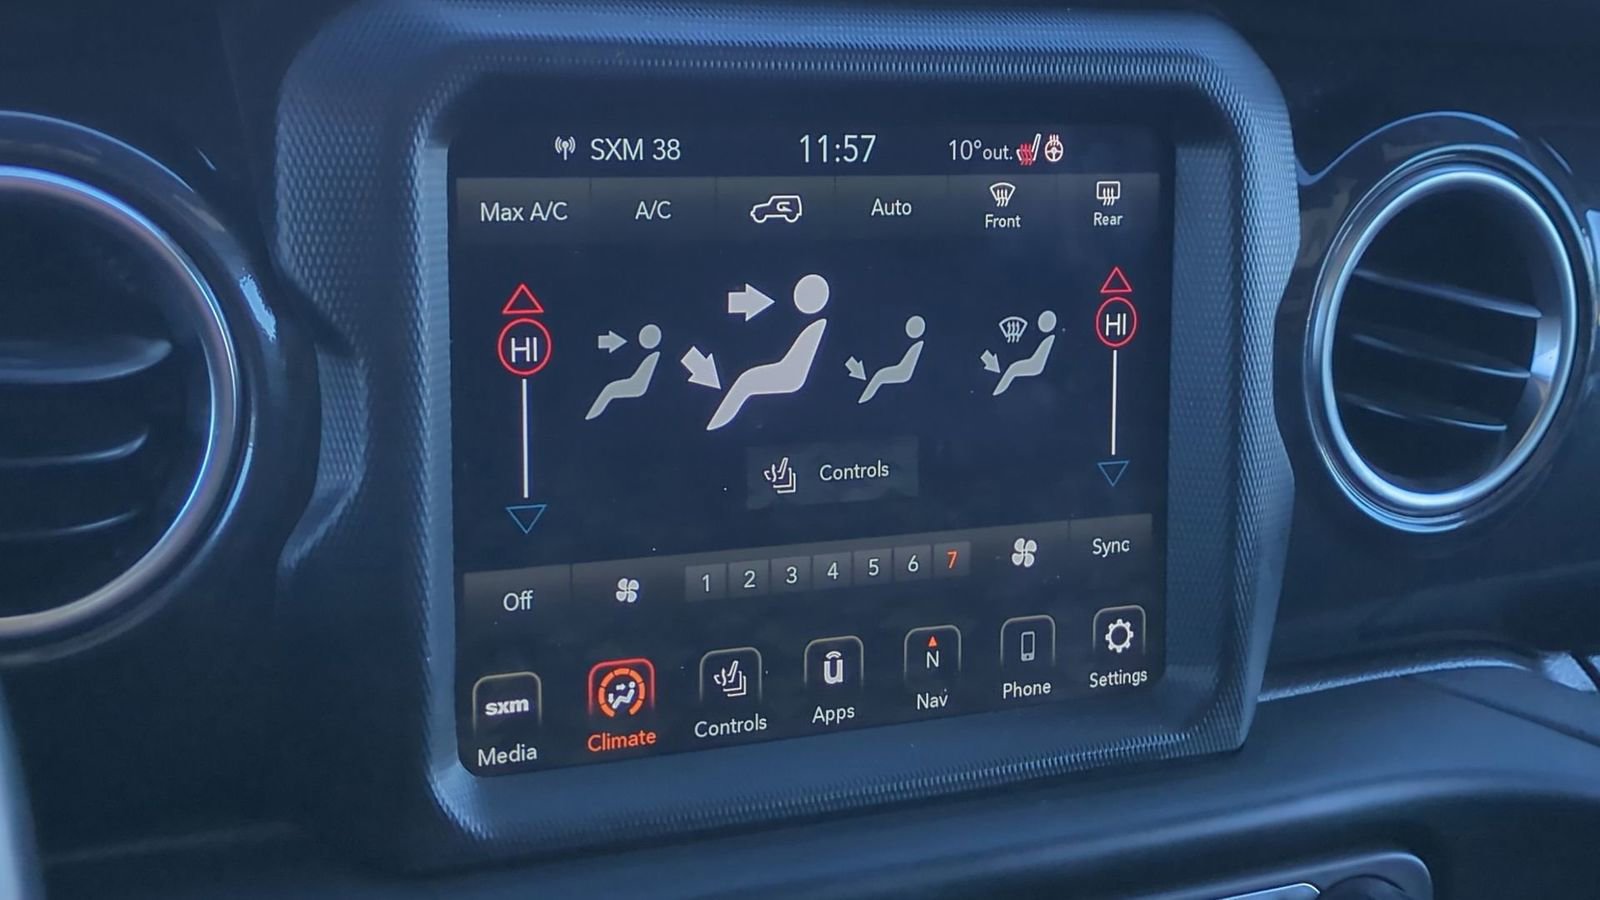 SXM 38 11:57 10°out.
Max A/C A/C Auto Front Rear
HI HI
Controls
Off 1 2 3 4 5 6 7 Sync
sxm ū N
Media Climate Controls Apps Nav Phone Settings